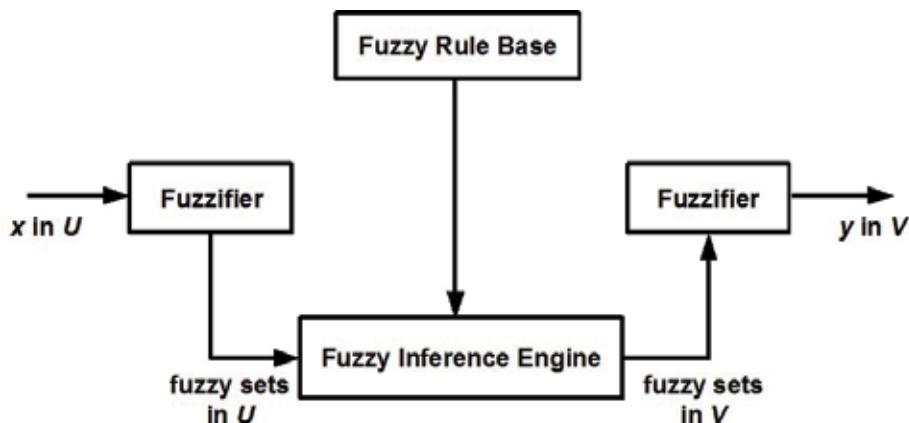 Fuzzy Rule Base
Fuzzifier
Fuzzifier
x in U
y in V
Fuzzy Inference Engine
fuzzy sets
in U
fuzzy sets
in V